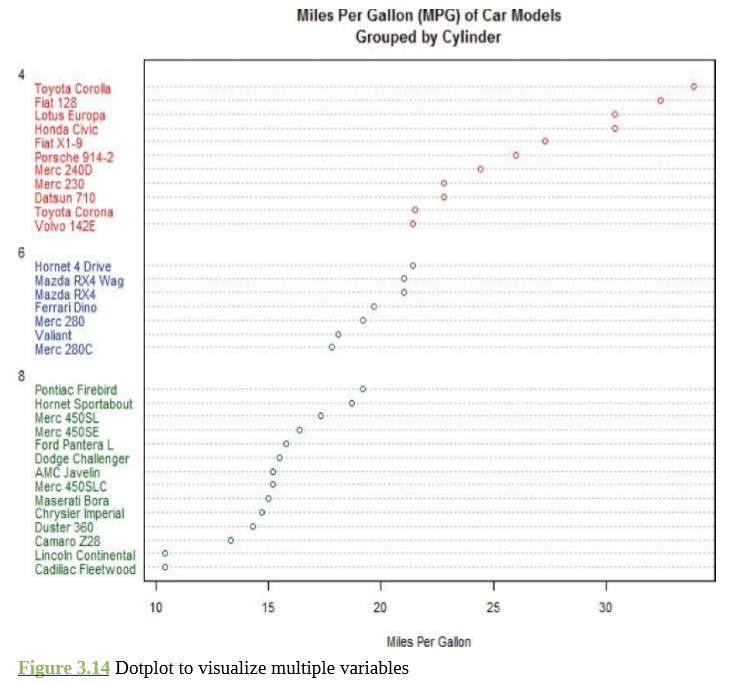 Miles Per Gallon (MPG) of Car Models
Grouped by Cylinder
4
Toyota Corolla
Fiat 128
Lotus Europa
Honda Civic
Fiat X1-9
Porsche 914-2
Merc 240D
Merc 230
Datsun 710
Toyota Corona
Volvo 142E
6
Hornet 4 Drive
Mazda RX4 Wag
Mazda RX4
Ferrari Dino
Merc 280
Valiant
Merc 280C
8
Pontiac Firebird
Hornet Sportabout
Merc 450SL
Merc 450SE
Ford Pantera L
Dodge Challenger
AMC Javelin
Merc 450SLC
Maserati Bora
Chrysler Imperial
Duster 360
Camaro Z28
Lincoln Continental
Cadillac Fleetwood
10 15 20 25 30
Miles Per Gallon
Figure 3.14 Dotplot to visualize multiple variables